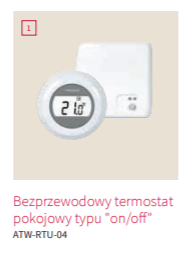 1
21.0°
Bezprzewodowy termostat
pokojowy typu "on/off"
ATW-RTU-04